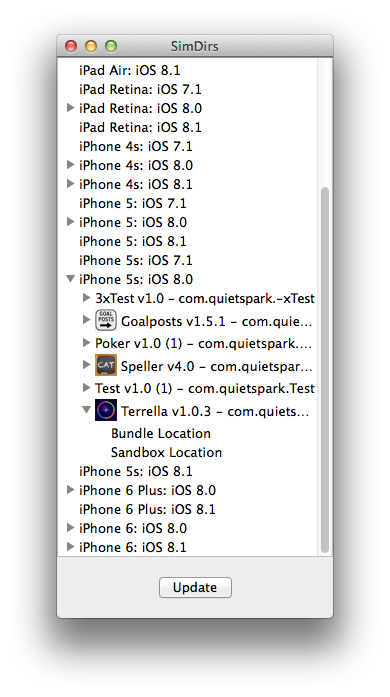 SimDirs
iPad Air: iOS 8.1
iPad Retina: iOS 7.1
iPad Retina: iOS 8.0
iPad Retina: iOS 8.1
iPhone 4s: iOS 7.1
iPhone 4s: iOS 8.0
iPhone 4s: iOS 8.1
iPhone 5: iOS 7.1
iPhone 5: iOS 8.0
iPhone 5: iOS 8.1
iPhone 5s: iOS 7.1
iPhone 5s: iOS 8.0
3xTest v1.0 – com.quietspark.-xTest
GOAL
POSTS
Goalposts v1.5.1 – com.quie...
Poker v1.0 (1) – com.quietspark....
CAT
Speller v4.0 – com.quietspar...
Test v1.0 (1) – com.quietspark.Test
Terrella v1.0.3 – com.quiets...
Bundle Location
Sandbox Location
iPhone 5s: iOS 8.1
iPhone 6 Plus: iOS 8.0
iPhone 6 Plus: iOS 8.1
iPhone 6: iOS 8.0
iPhone 6: iOS 8.1
Update